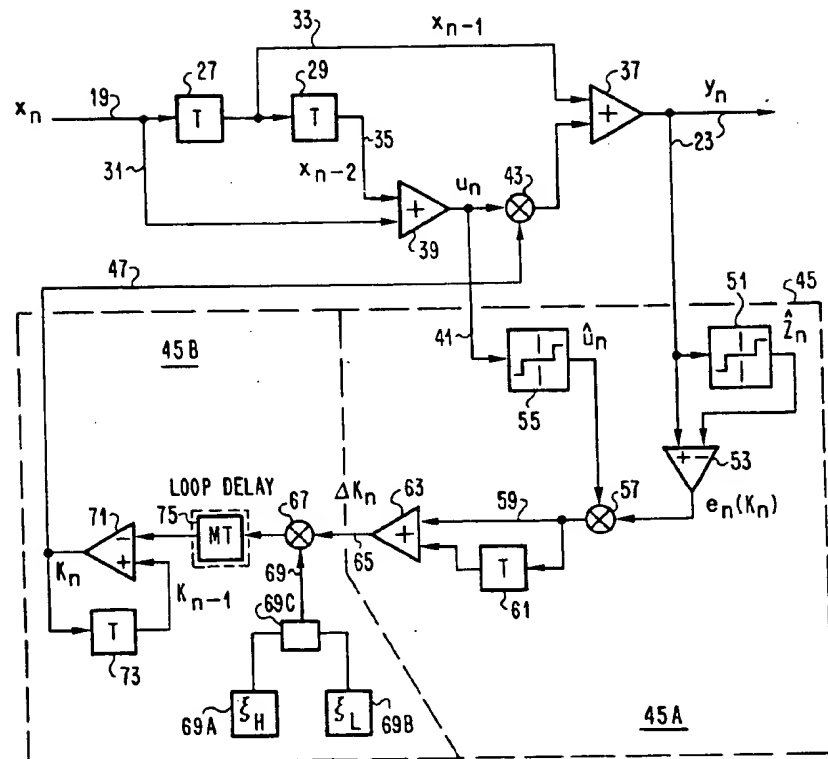 33
x_{n-1}
27
29
37
x_n
19
T
T
35
+
y_n
31
x_{n-2}
u_n
43
23
+
39
47
45
51
45B
41
û_n
Ẑ_n
55
LOOP DELAY
ΔK_n
63
+ −
53
71
75
67
59
57
e_n(K_n)
−
+
MT
+
65
K_n
K_{n-1}
69
T
61
69C
T
73
69A
ξ_H
ξ_L
69B
45A